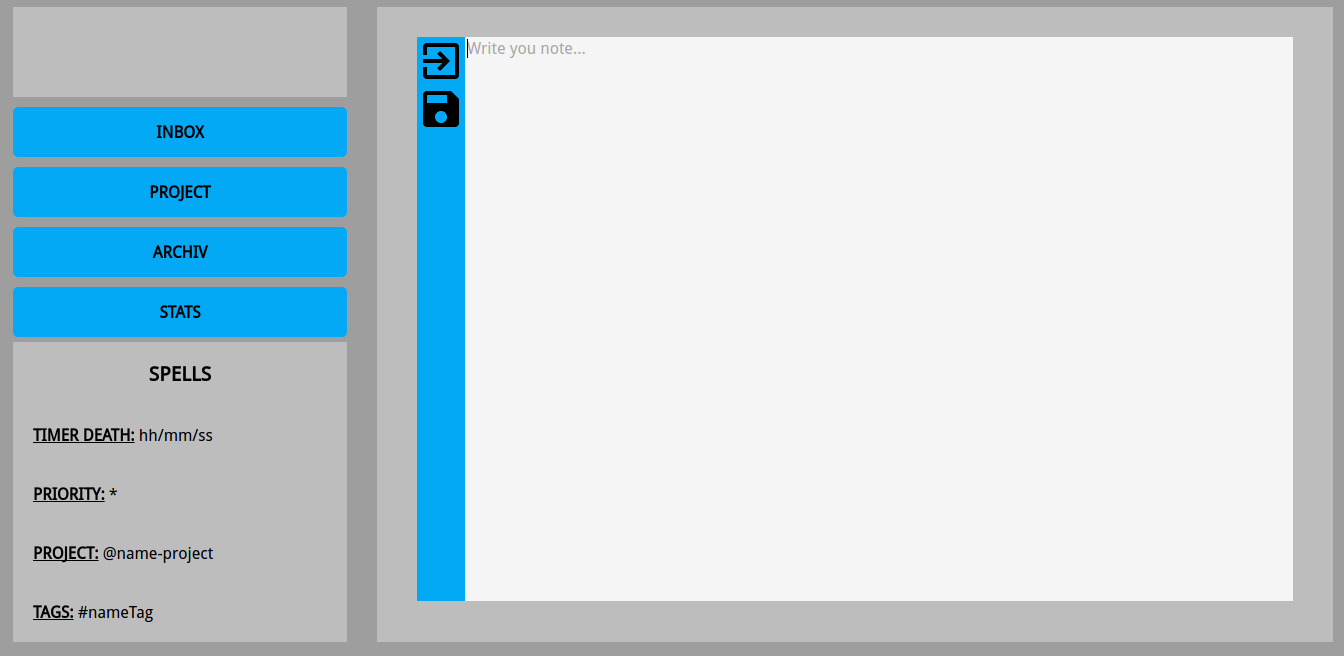 INBOX
PROJECT
ARCHIV
STATS
SPELLS
TIMER DEATH: hh/mm/ss
PRIORITY: *
PROJECT: @name-project
TAGS: #nameTag
Write you note...